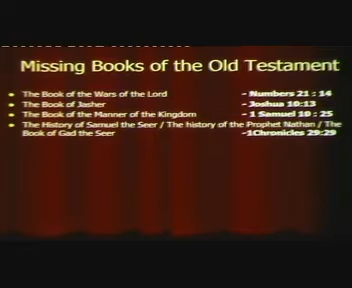 Missing Books of the Old Testament
The Book of the Wars of the Lord - Numbers 21 : 14
The Book of Jasher - Joshua 10:13
The Book of the Manner of the Kingdom - 1 Samuel 10 : 25
The History of Samuel the Seer / The history of the Prophet Nathan / The
Book of Gad the Seer -1Chronicles 29:29